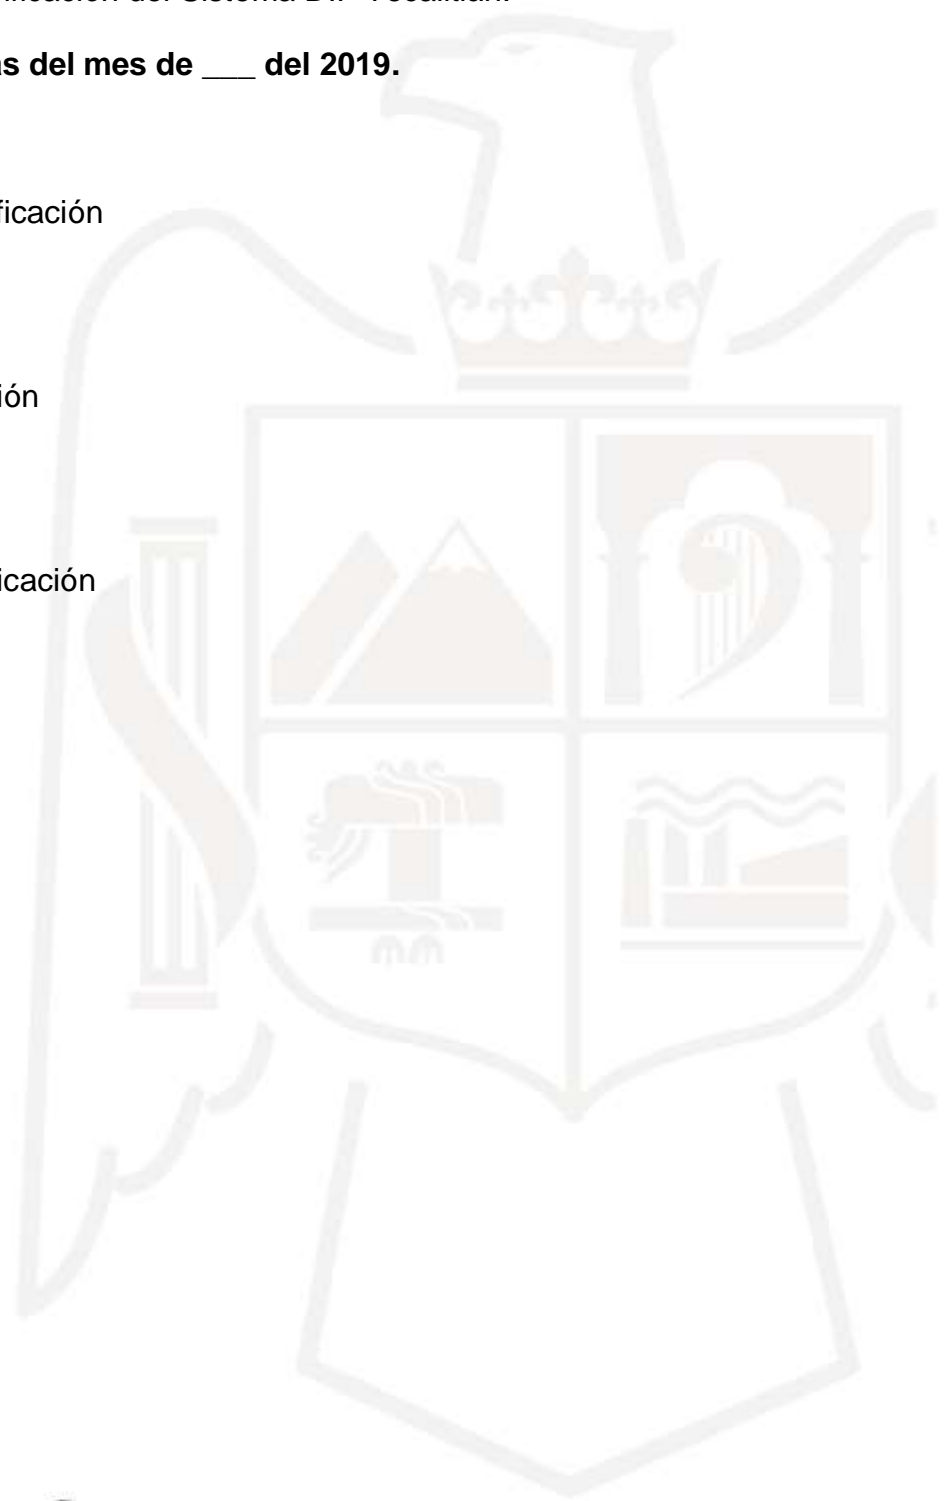 as del mes de ___ del 2019.
ficación
ión
icación